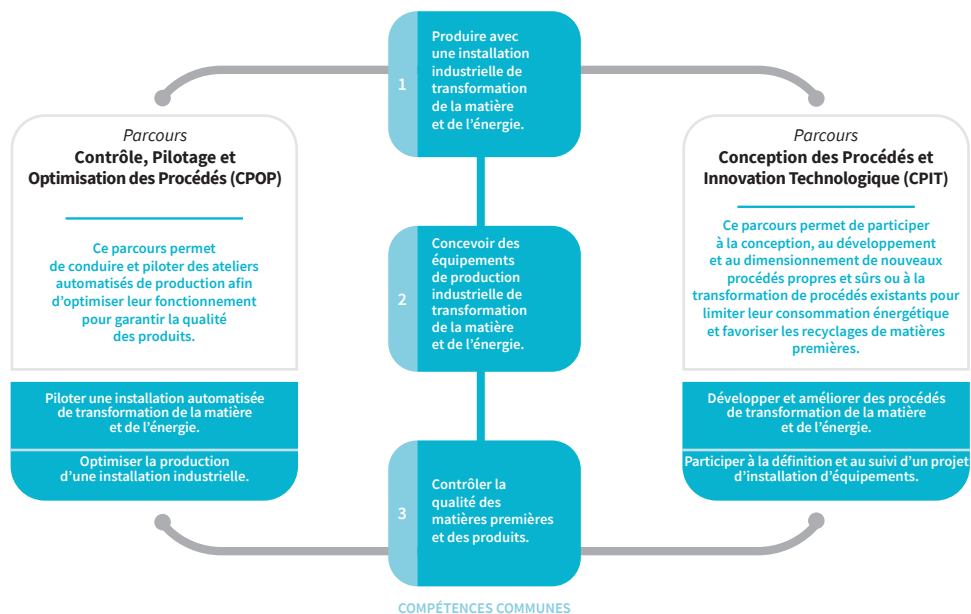 Parcours
Contrôle, Pilotage et
Optimisation des Procédés (CPOP)
Ce parcours permet
de conduire et piloter des ateliers
automatisés de production afin
d’optimiser leur fonctionnement
pour garantir la qualité
des produits.
Piloter une installation automatisée
de transformation de la matière
et de l’énergie.
Optimiser la production
d’une installation industrielle.
1
Produire avec
une installation
industrielle de
transformation
de la matière
et de l’énergie.
2
Concevoir des
équipements
de production
industrielle de
transformation
de la matière
et de l’énergie.
3
Contrôler la
qualité des
matières premières
et des produits.
COMPÉTENCES COMMUNES
Parcours
Conception des Procédés et
Innovation Technologique (CPIT)
Ce parcours permet de participer
à la conception, au développement
et au dimensionnement de nouveaux
procédés propres et sûrs ou à la
transformation de procédés existants pour
limiter leur consommation énergétique
et favoriser les recyclages de matières
premières.
Développer et améliorer des procédés
de transformation de la matière
et de l’énergie.
Participer à la définition et au suivi d’un projet
d’installation d’équipements.